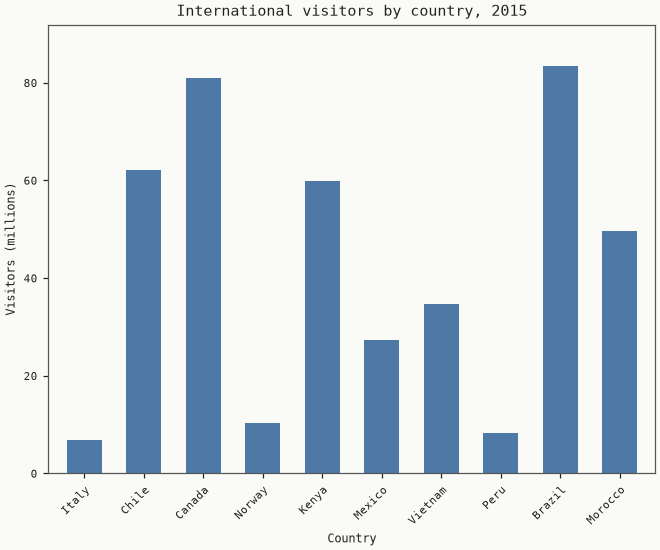 International visitors by country, 2015
Visitors (millions)
80
60
40
20
0
Italy
Chile
Canada
Norway
Kenya
Mexico
Vietnam
Peru
Brazil
Morocco
Country